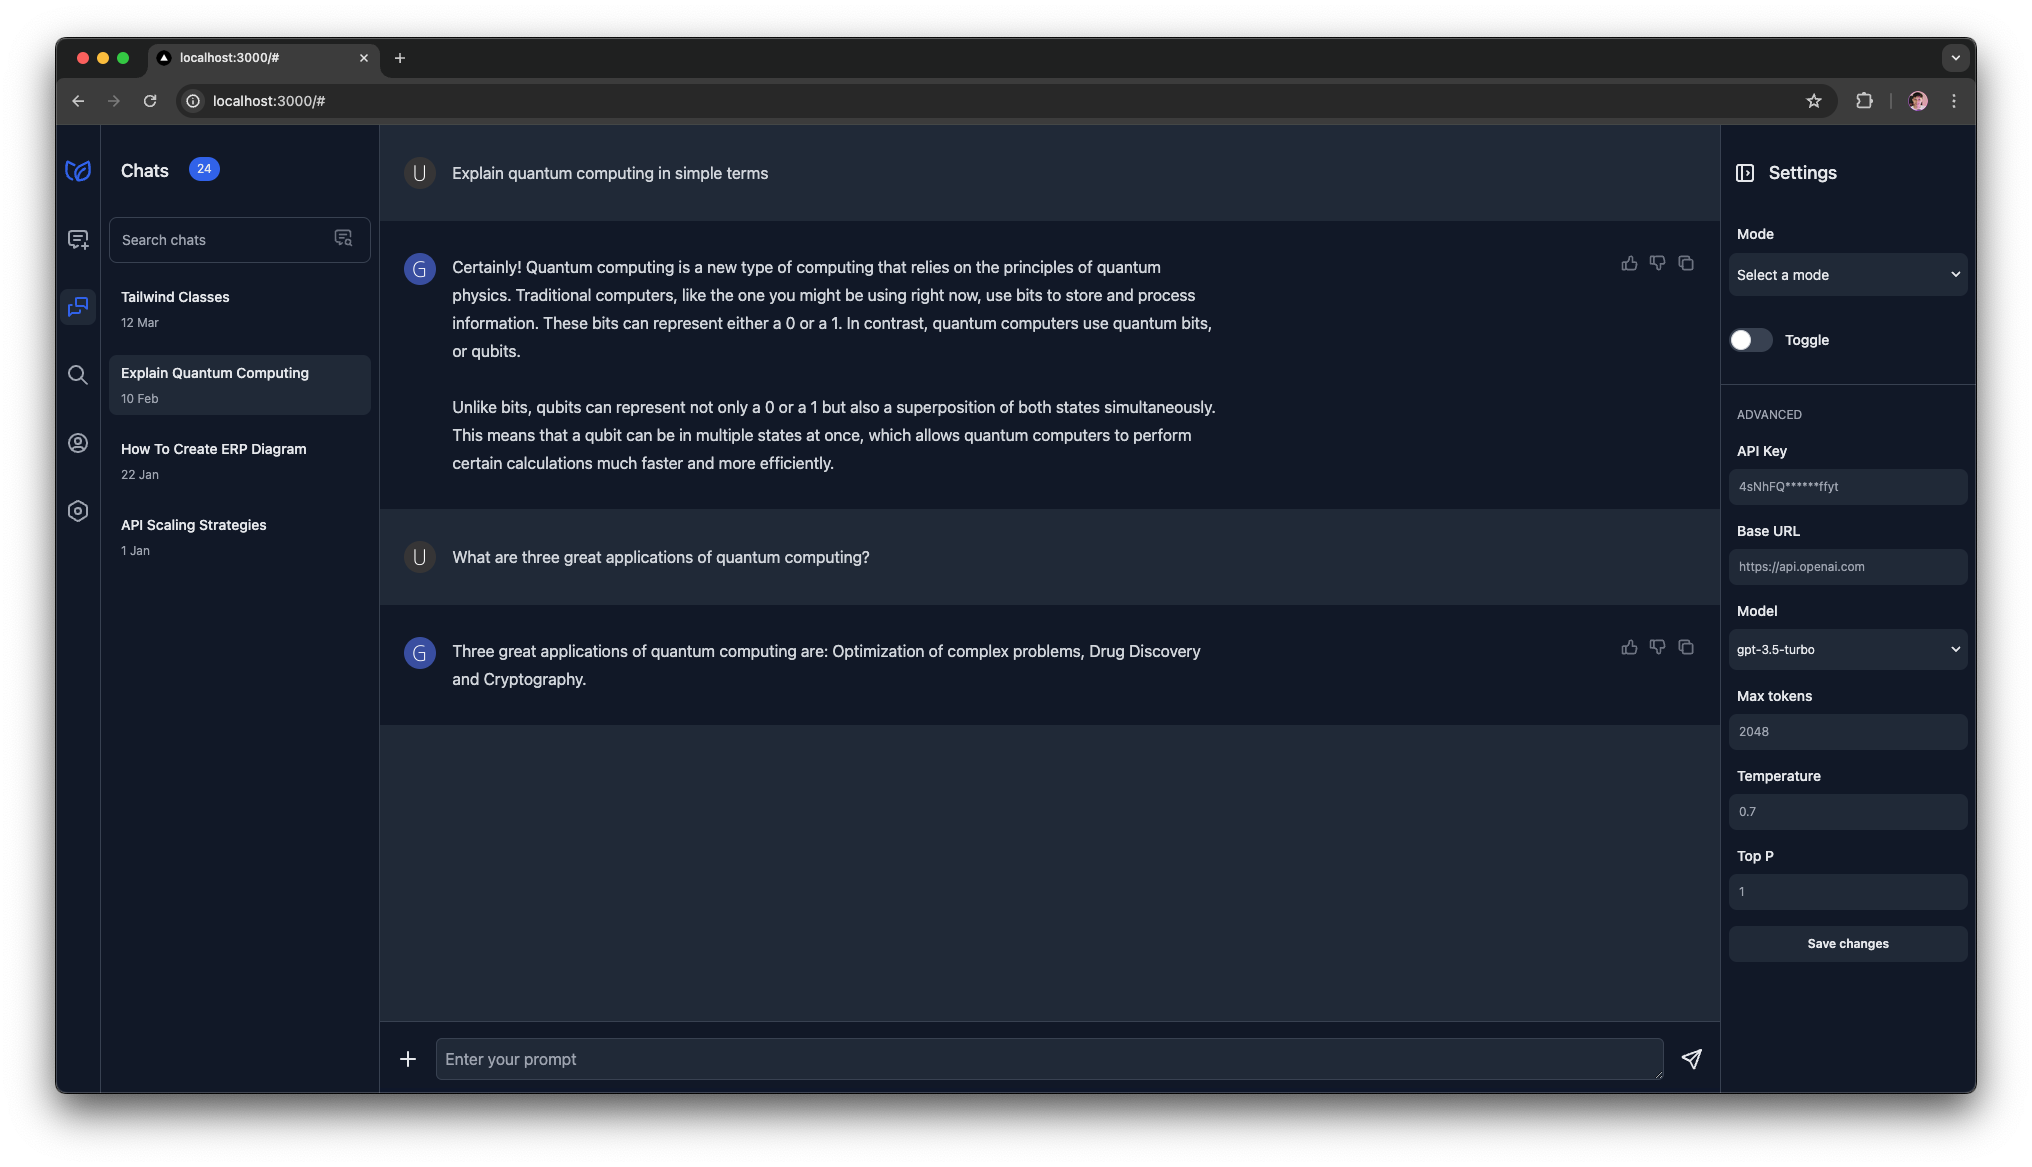 localhost:3000/#
localhost:3000/#
Chats 24
Search chats
Tailwind Classes
12 Mar
Explain Quantum Computing
10 Feb
How To Create ERP Diagram
22 Jan
API Scaling Strategies
1 Jan
U Explain quantum computing in simple terms
G Certainly! Quantum computing is a new type of computing that relies on the principles of quantum
physics. Traditional computers, like the one you might be using right now, use bits to store and process
information. These bits can represent either a 0 or a 1. In contrast, quantum computers use quantum bits,
or qubits.
Unlike bits, qubits can represent not only a 0 or a 1 but also a superposition of both states simultaneously.
This means that a qubit can be in multiple states at once, which allows quantum computers to perform
certain calculations much faster and more efficiently.
U What are three great applications of quantum computing?
G Three great applications of quantum computing are: Optimization of complex problems, Drug Discovery
and Cryptography.
Enter your prompt
Settings
Mode
Select a mode
Toggle
ADVANCED
API Key
4sNhFQ******ffyt
Base URL
https://api.openai.com
Model
gpt-3.5-turbo
Max tokens
2048
Temperature
0.7
Top P
1
Save changes